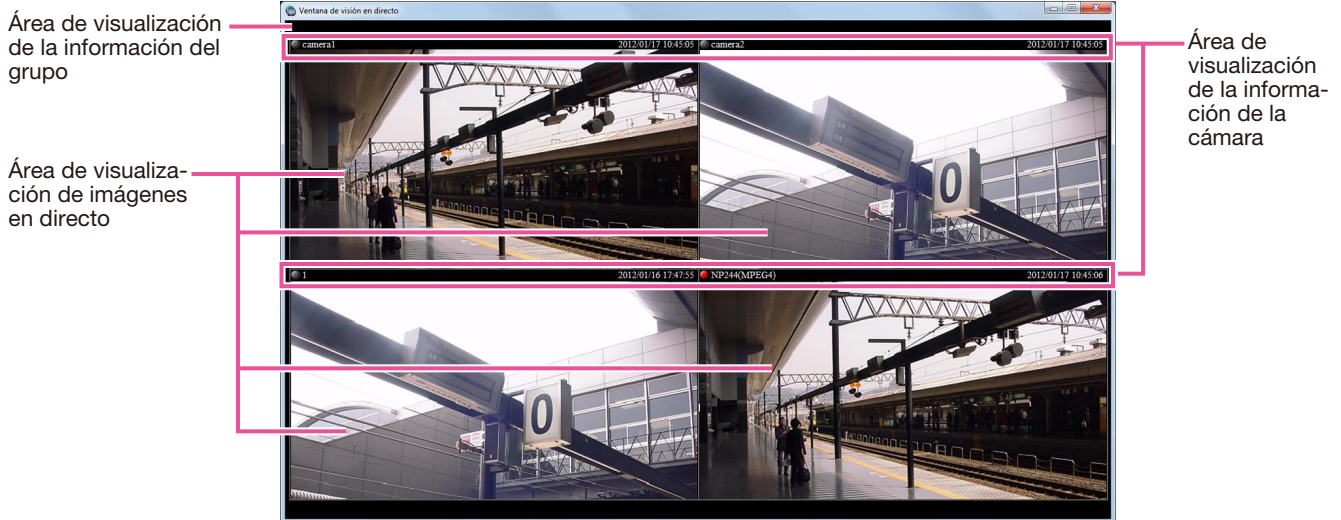 Ventana de visión en directo
Área de visualización
de la información del
grupo
camera1 2012/01/17 10:45:05 camera2 2012/01/17 10:45:05
Área de
visualización
de la informa-
ción de la
cámara
0
Área de visualiza-
ción de imágenes
en directo
1 2012/01/16 17:47:55 NP244(MPEG4) 2012/01/17 10:45:06
0